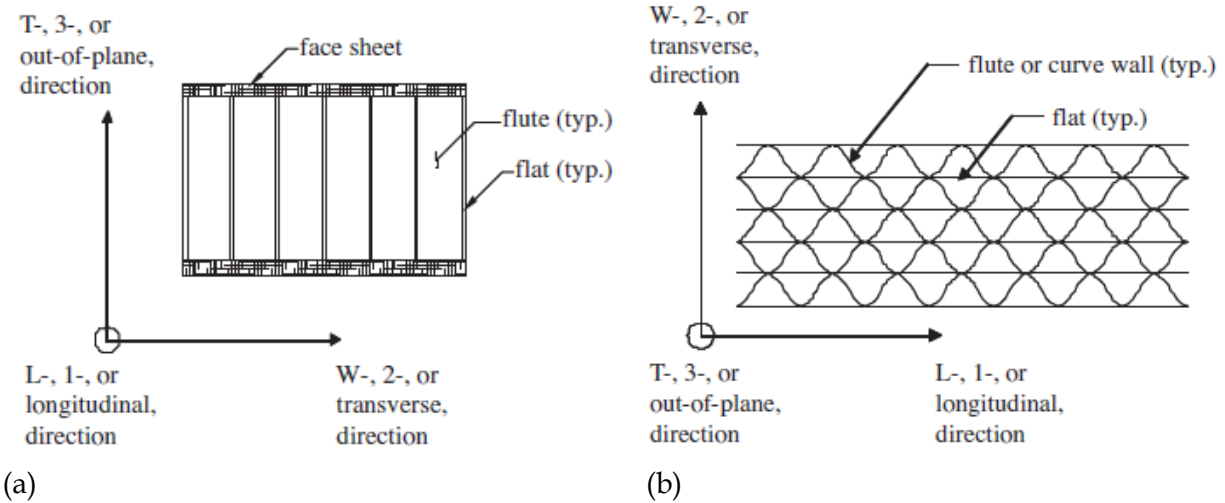 T-, 3-, or
out-of-plane,
direction
face sheet
flute (typ.)
flat (typ.)
L-, 1-, or
longitudinal,
direction
W-, 2-, or
transverse,
direction
(a)
W-, 2-, or
transverse,
direction
flute or curve wall (typ.)
flat (typ.)
T-, 3-, or
out-of-plane,
direction
L-, 1-, or
longitudinal,
direction
(b)